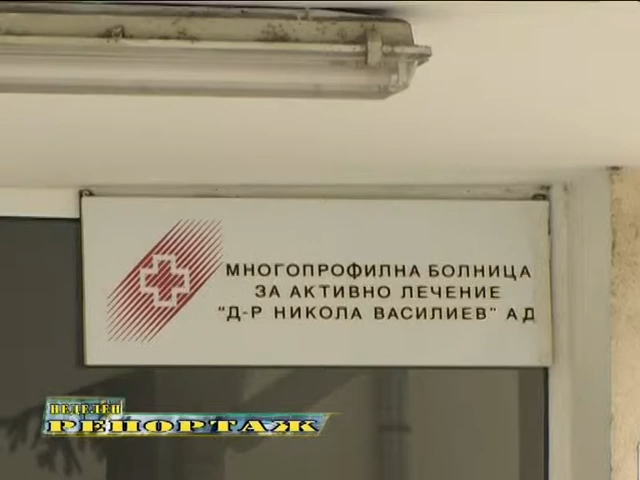 МНОГОПРОФИЛНА БОЛНИЦА
ЗА АКТИВНО ЛЕЧЕНИЕ
"Д-Р НИКОЛА ВАСИЛИЕВ" АД
НЕДЕЛЕН
РЕПОРТАЖ